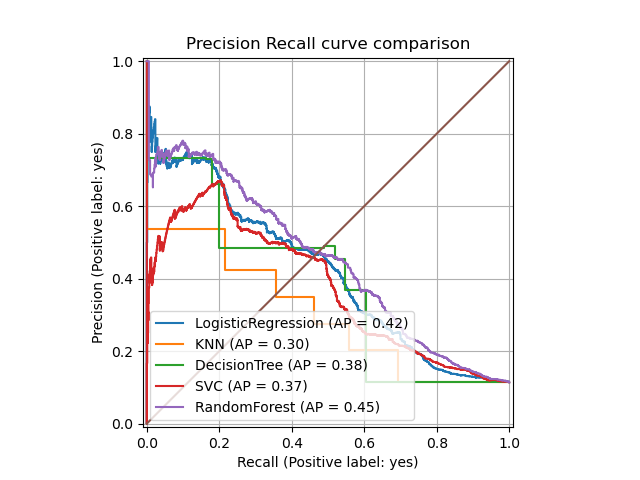 Precision Recall curve comparison
Precision (Positive label: yes)
1.0
0.8
0.6
0.4
0.2
0.0
LogisticRegression (AP = 0.42)
KNN (AP = 0.30)
DecisionTree (AP = 0.38)
SVC (AP = 0.37)
RandomForest (AP = 0.45)
0.0 0.2 0.4 0.6 0.8 1.0
Recall (Positive label: yes)